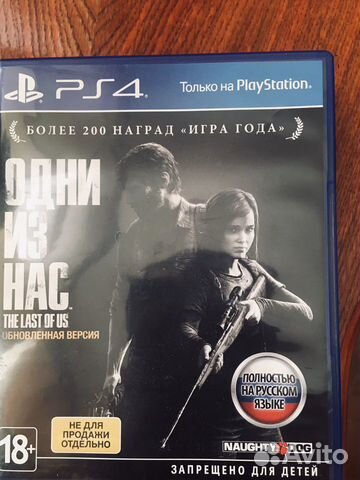 PS4
Только на PlayStation®
БОЛЕЕ 200 НАГРАД «ИГРА ГОДА»
ОДНИ
ИЗ
НАС
THE LAST OF US
ОБНОВЛЕННАЯ ВЕРСИЯ
ПОЛНОСТЬЮ
НА РУССКОМ
ЯЗЫКЕ
НЕ ДЛЯ
ПРОДАЖИ
ОТДЕЛЬНО
18+
NAUGHTY DOG
ЗАПРЕЩЕНО ДЛЯ ДЕТЕЙ
Avito